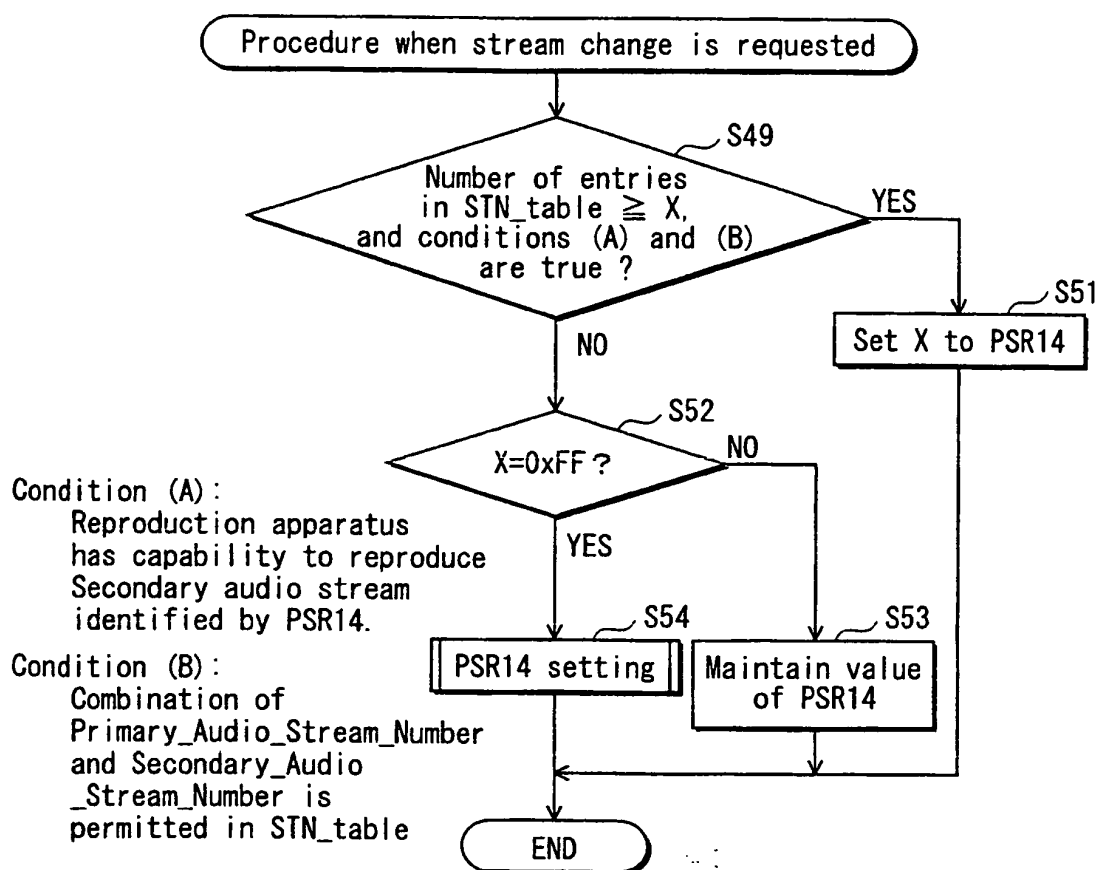 Procedure when stream change is requested
S49
Number of entries
in STN_table ≧ X,
and conditions (A) and (B)
are true ?
YES
S51
Set X to PSR14
NO
S52
X=0xFF?
NO
YES
Condition (A):
Reproduction apparatus
has capability to reproduce
Secondary audio stream
identified by PSR14.
S54
PSR14 setting
S53
Maintain value
of PSR14
Condition (B):
Combination of
Primary_Audio_Stream_Number
and Secondary_Audio
_Stream_Number is
permitted in STN_table
END